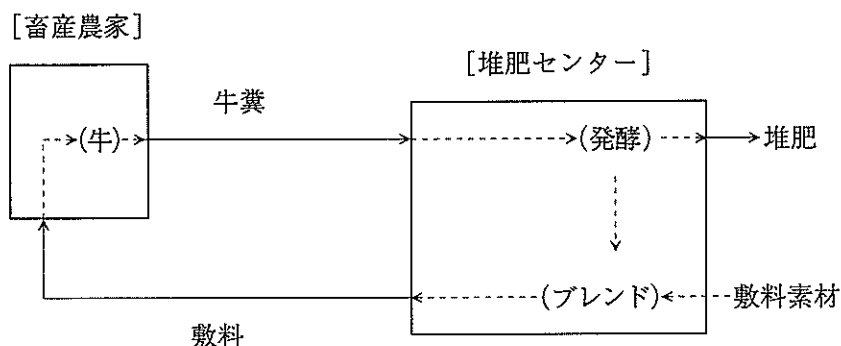 [畜産農家]
[堆肥センター]
牛糞
(牛)
(発酵)
堆肥
(ブレンド)
敷料素材
敷料